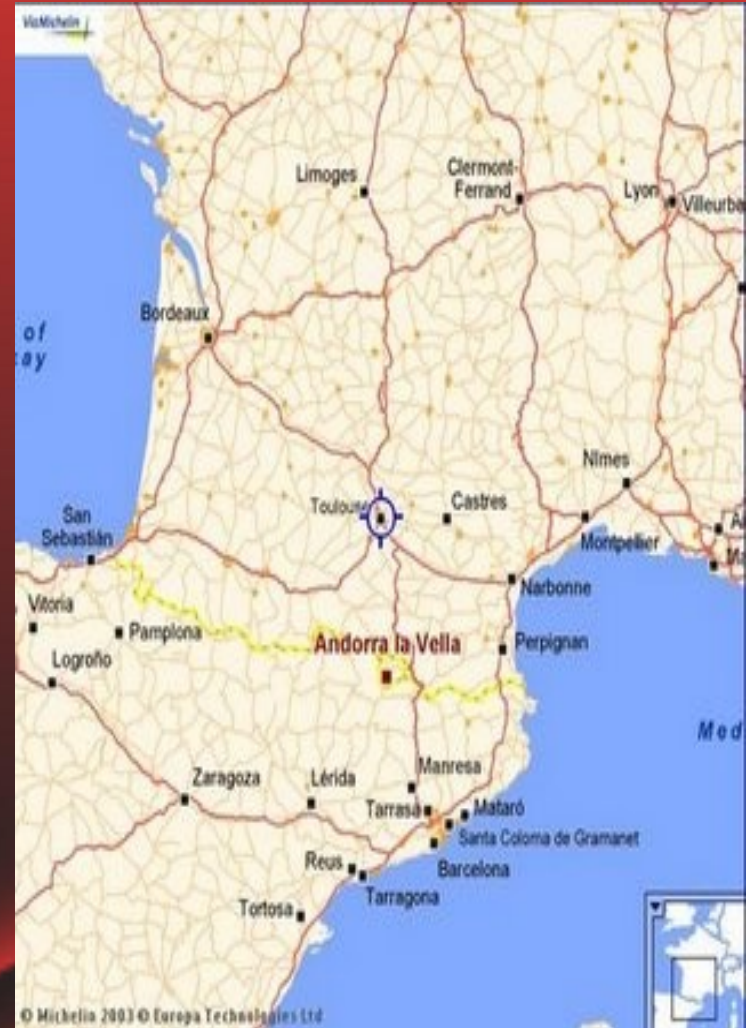 ViaMichelin
Limoges
Clermont-
Ferrand
Lyon
Villeurba
Bordeaux
of
ay
Nîmes
Toulouse
Castres
San
Sebastián
Montpellier
Narbonne
Vitoria
Pamplona
Andorra la Vella
Perpignan
Logroño
Med
Zaragoza
Lérida
Manresa
Tarrasa
Mataró
Santa Coloma de Gramanet
Reus
Barcelona
Tarragona
Tortosa
© Michelin 2003 © Europa Technologies Ltd